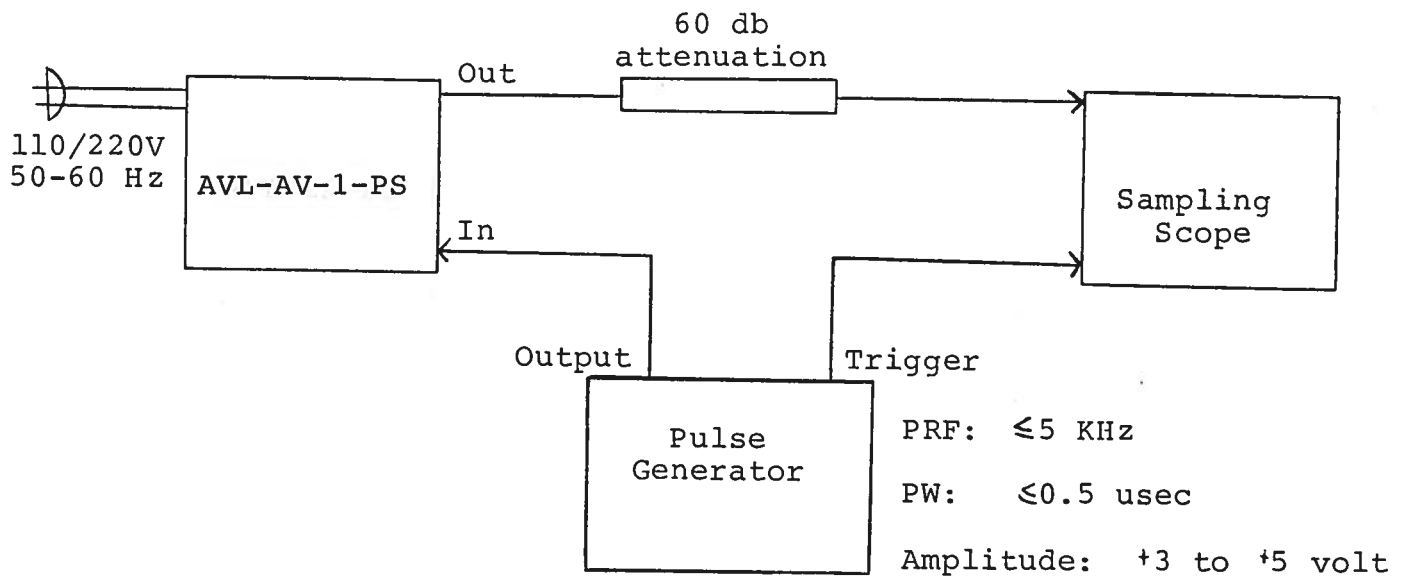 60 db
attenuation
Out
110/220V
50-60 Hz
AVL-AV-1-PS
In
Sampling
Scope
Output
Trigger
Pulse
Generator
PRF: ≤5 KHz
PW: ≤0.5 usec
Amplitude: +3 to +5 volt